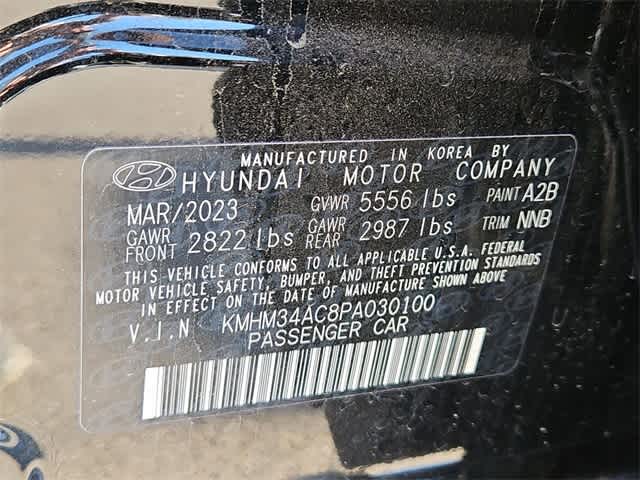 MANUFACTURED IN KOREA BY
HYUNDAI MOTOR COMPANY
MAR/2023 GVWR 5556 lbs PAINT A2B
GAWR FRONT 2822 lbs GAWR REAR 2987 lbs TRIM NNB
THIS VEHICLE CONFORMS TO ALL APPLICABLE U.S.A. FEDERAL
MOTOR VEHICLE SAFETY, BUMPER, AND THEFT PREVENTION STANDARDS
IN EFFECT ON THE DATE OF MANUFACTURE SHOWN ABOVE
V.I.N KMHM34AC8PA030100
PASSENGER CAR